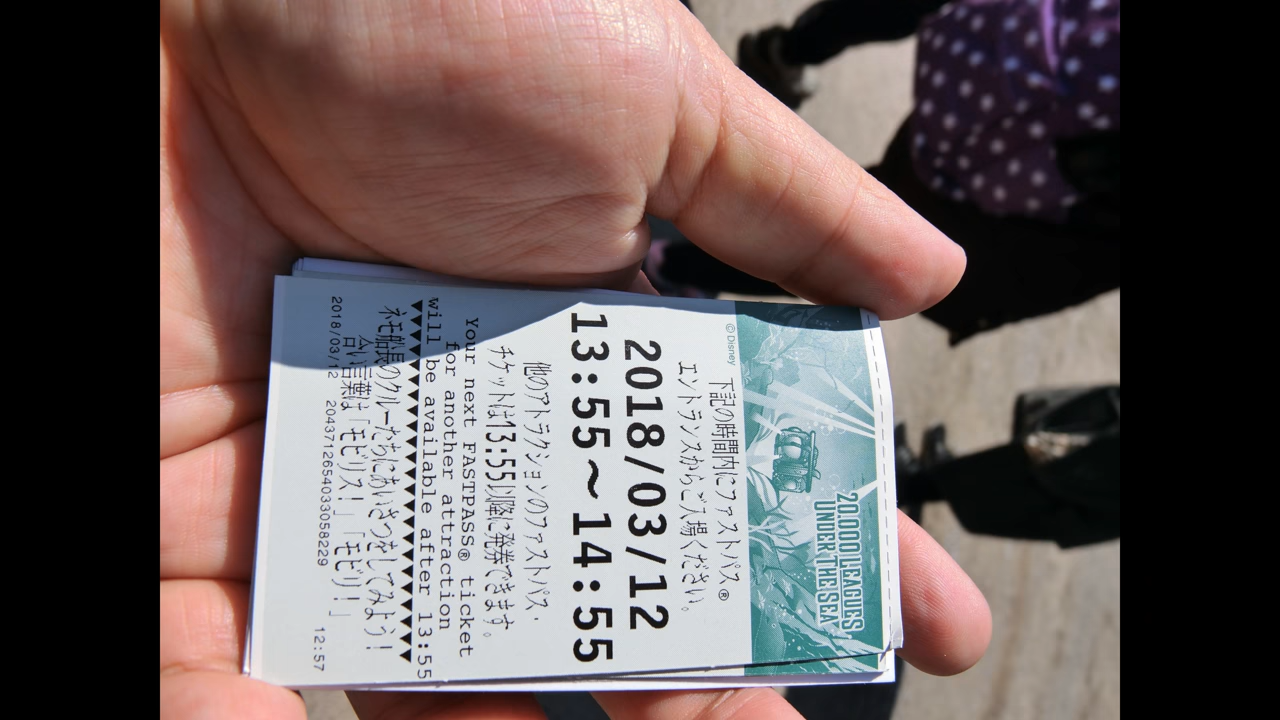 20,000 LEAGUES
UNDER THE SEA
© Disney
下記の時間内にファストパス®
エントランスからご入場ください。
2018/03/12
13:55～14:55
他のアトラクションのファストパス・
チケットは13:55以降に発券できます。
Your next FASTPASS® ticket
for another attraction
will be available after 13:55
▼▼▼▼▼▼▼▼▼▼▼▼▼▼▼▼▼▼▼▼▼▼▼▼
ネモ船長のクルーたちにあいさつをしてみよう!
合い言葉は「モビリス!」「モビリ!」
2018/03/12 2043712654033058229 12:57